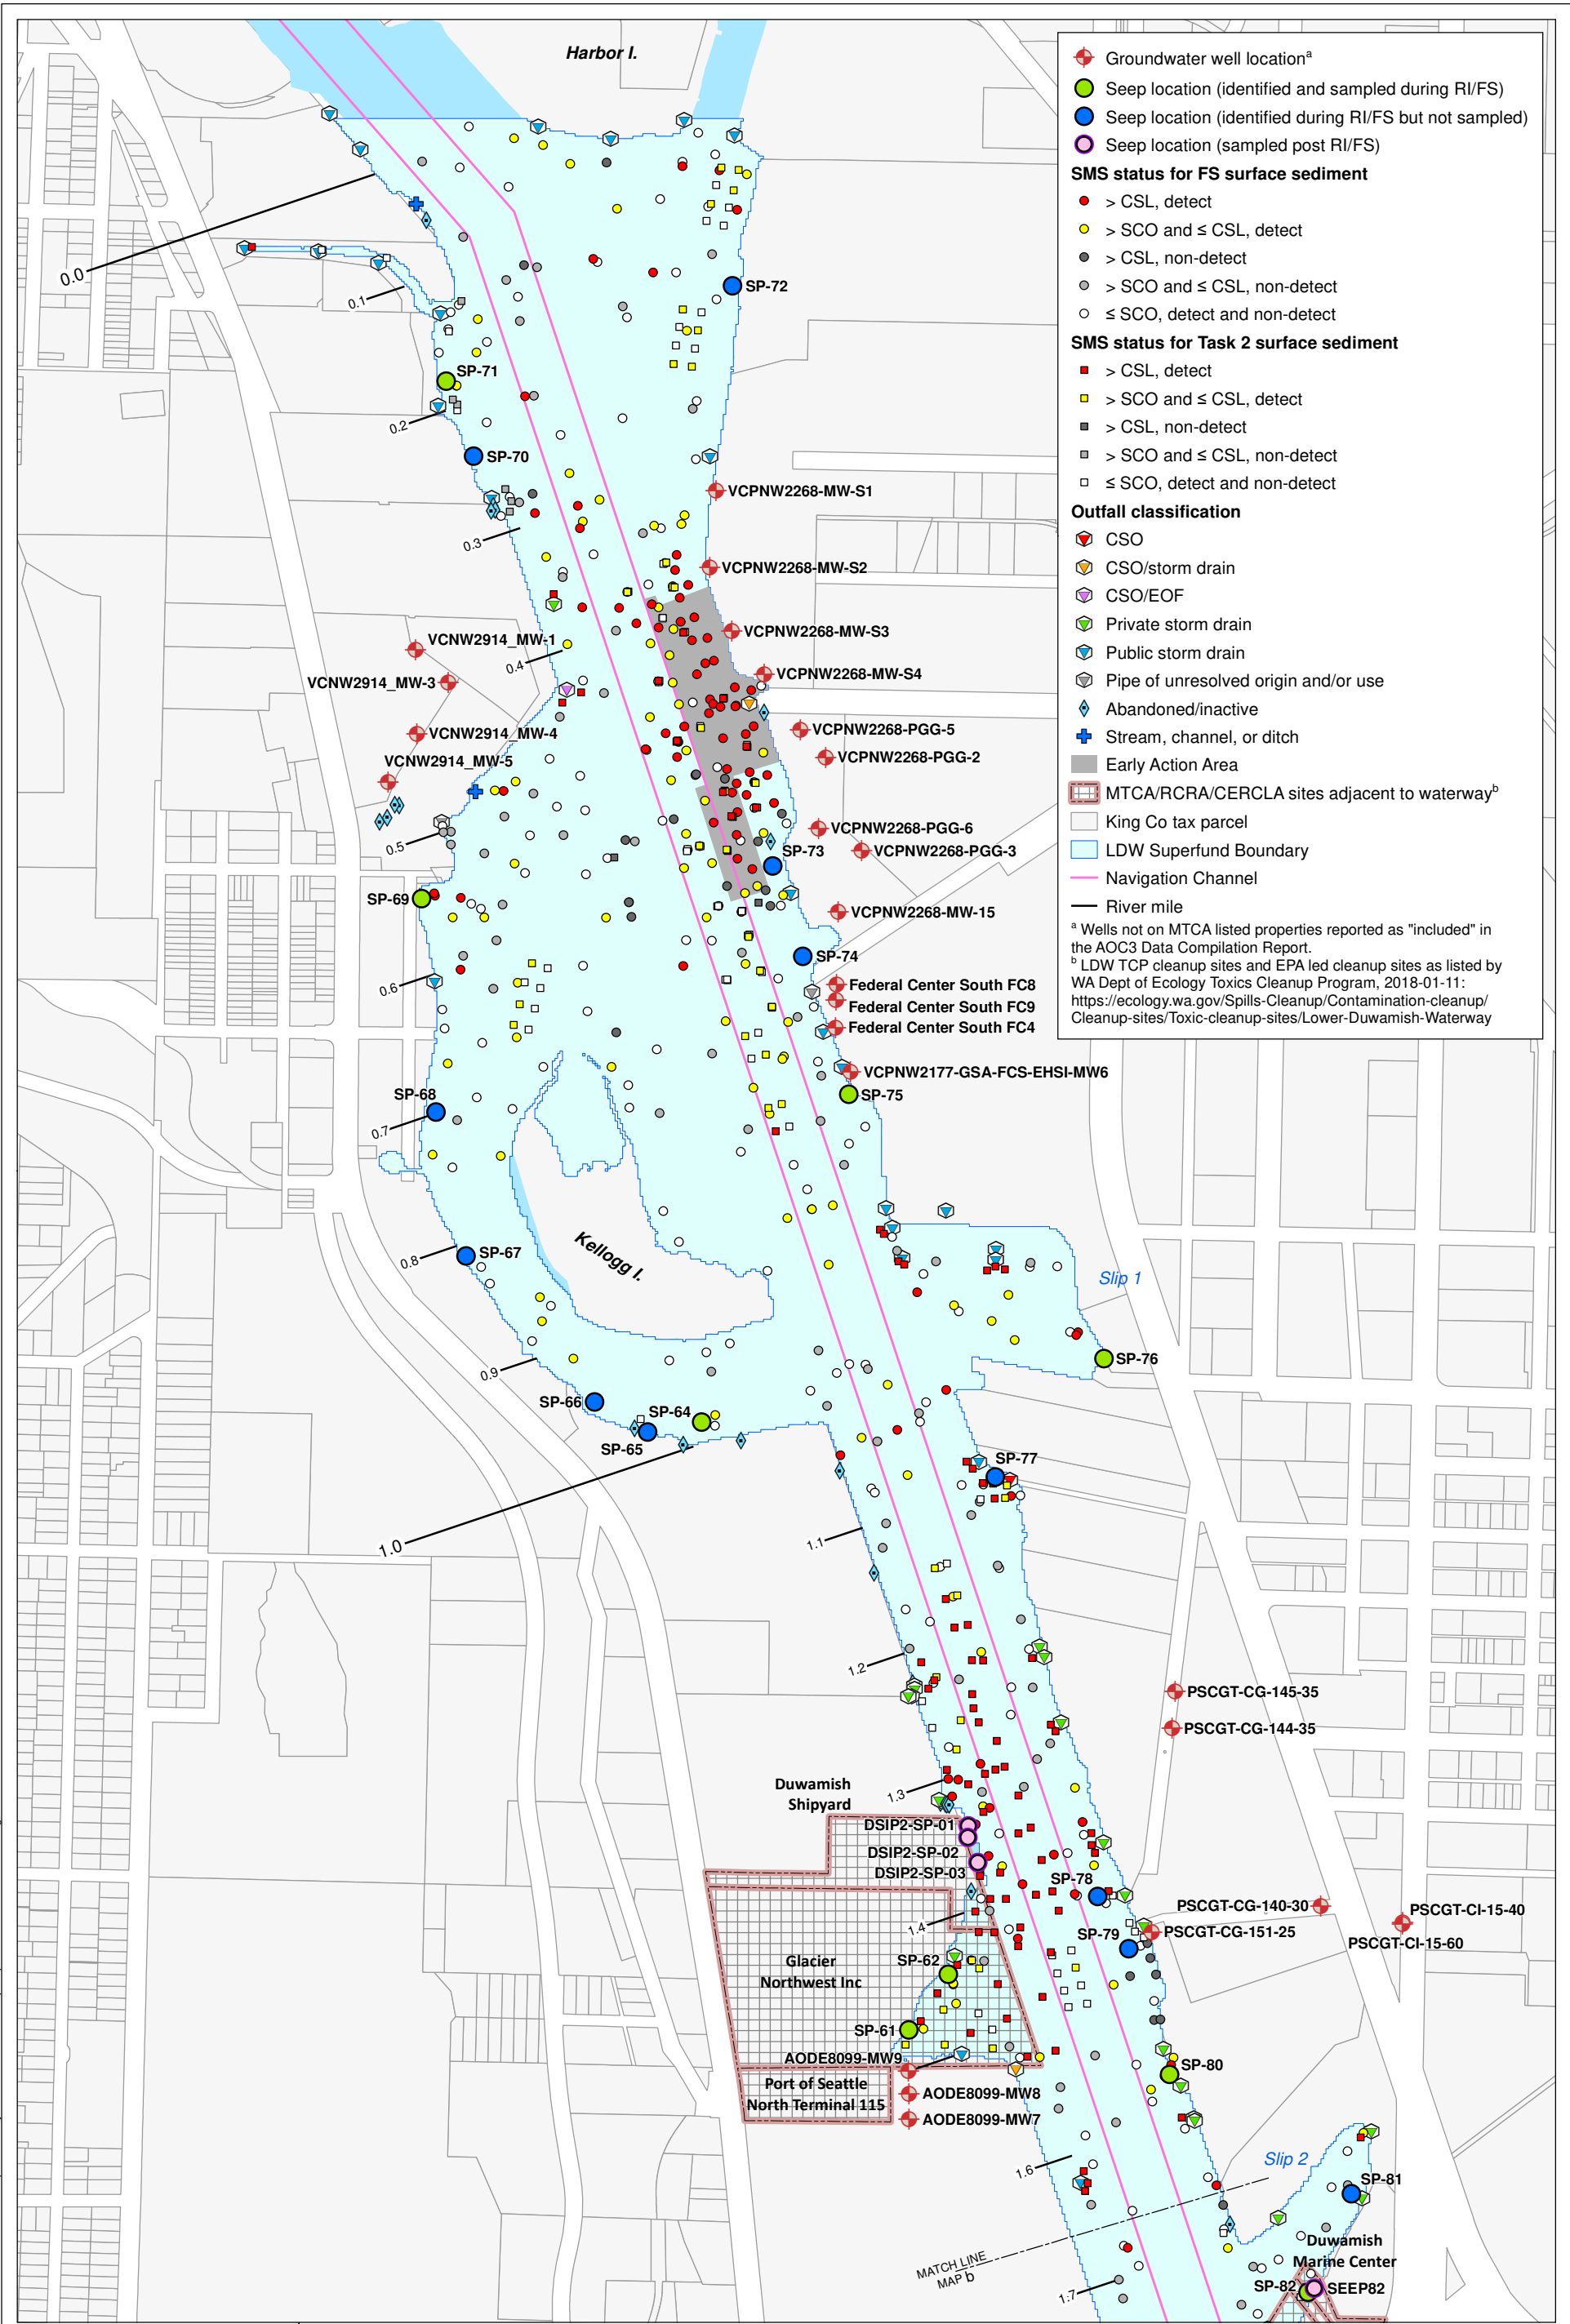 Harbor I.
Groundwater well locationª
Seep location (identified and sampled during RI/FS)
Seep location (identified during RI/FS but not sampled)
Seep location (sampled post RI/FS)
SMS status for FS surface sediment
> CSL, detect
> SCO and ≤ CSL, detect
> CSL, non-detect
> SCO and ≤ CSL, non-detect
≤ SCO, detect and non-detect
SMS status for Task 2 surface sediment
> CSL, detect
> SCO and ≤ CSL, detect
> CSL, non-detect
> SCO and ≤ CSL, non-detect
≤ SCO, detect and non-detect
Outfall classification
CSO
CSO/storm drain
CSO/EOF
Private storm drain
Public storm drain
Pipe of unresolved origin and/or use
Abandoned/inactive
Stream, channel, or ditch
Early Action Area
MTCA/RCRA/CERCLA sites adjacent to waterwayᵇ
King Co tax parcel
LDW Superfund Boundary
Navigation Channel
River mile
ª Wells not on MTCA listed properties reported as "included" in
the AOC3 Data Compilation Report.
ᵇ LDW TCP cleanup sites and EPA led cleanup sites as listed by
WA Dept of Ecology Toxics Cleanup Program, 2018-01-11:
https://ecology.wa.gov/Spills-Cleanup/Contamination-cleanup/
Cleanup-sites/Toxic-cleanup-sites/Lower-Duwamish-Waterway
0.0
0.1
SP-72
SP-71
0.2
SP-70
VCPNW2268-MW-S1
0.3
VCPNW2268-MW-S2
VCPNW2268-MW-S3
VCNW2914_MW-1
0.4
VCPNW2268-MW-S4
VCNW2914_MW-3
VCPNW2268-PGG-5
VCNW2914_MW-4
VCPNW2268-PGG-2
VCNW2914_MW-5
VCPNW2268-PGG-6
0.5
SP-73
VCPNW2268-PGG-3
SP-69
VCPNW2268-MW-15
SP-74
0.6
Federal Center South FC8
Federal Center South FC9
Federal Center South FC4
VCPNW2177-GSA-FCS-EHSI-MW6
SP-68
SP-75
0.7
SP-67
0.8
Kellogg I.
Slip 1
SP-76
0.9
SP-66
SP-64
SP-65
SP-77
1.0
1.1
1.2
PSCGT-CG-145-35
PSCGT-CG-144-35
Duwamish
Shipyard
1.3
DSIP2-SP-01
DSIP2-SP-02
DSIP2-SP-03
SP-78
PSCGT-CG-140-30
PSCGT-CI-15-40
1.4
SP-79
PSCGT-CG-151-25
PSCGT-CI-15-60
SP-62
Glacier
Northwest Inc
SP-61
AODE8099-MW9
SP-80
Port of Seattle
North Terminal 115
AODE8099-MW8
AODE8099-MW7
1.6
Slip 2
SP-81
MATCH LINE
MAP b
Duwamish
Marine Center
1.7
SP-82
SEEP82